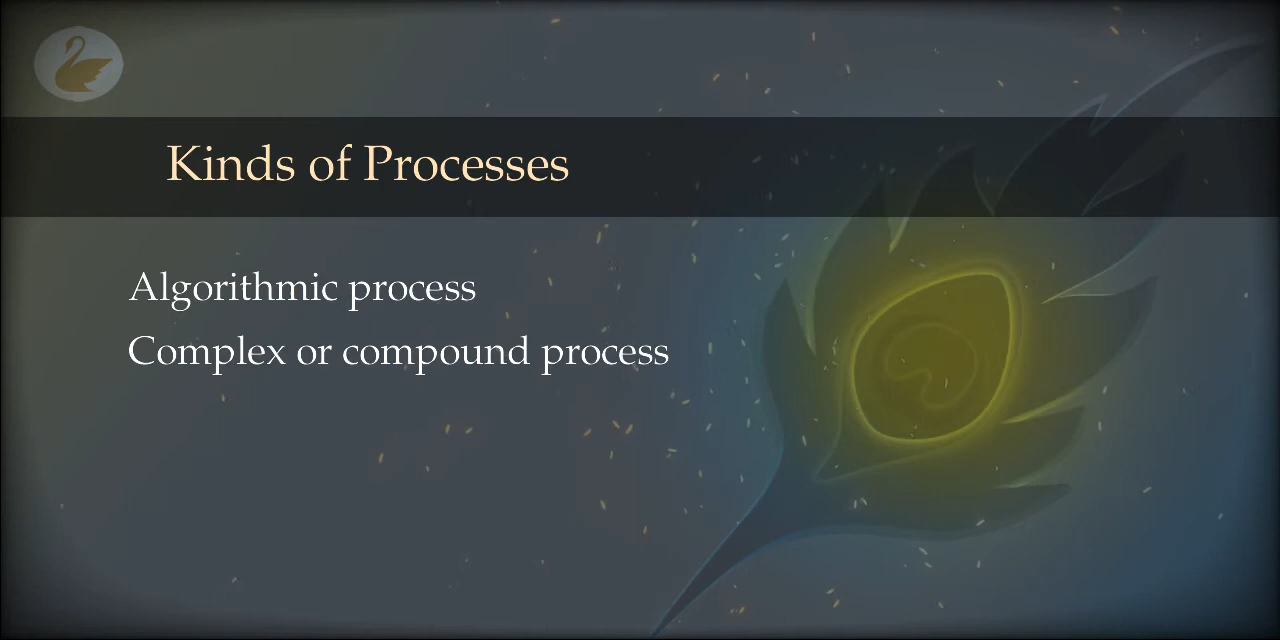 Kinds of Processes
Algorithmic process
Complex or compound process